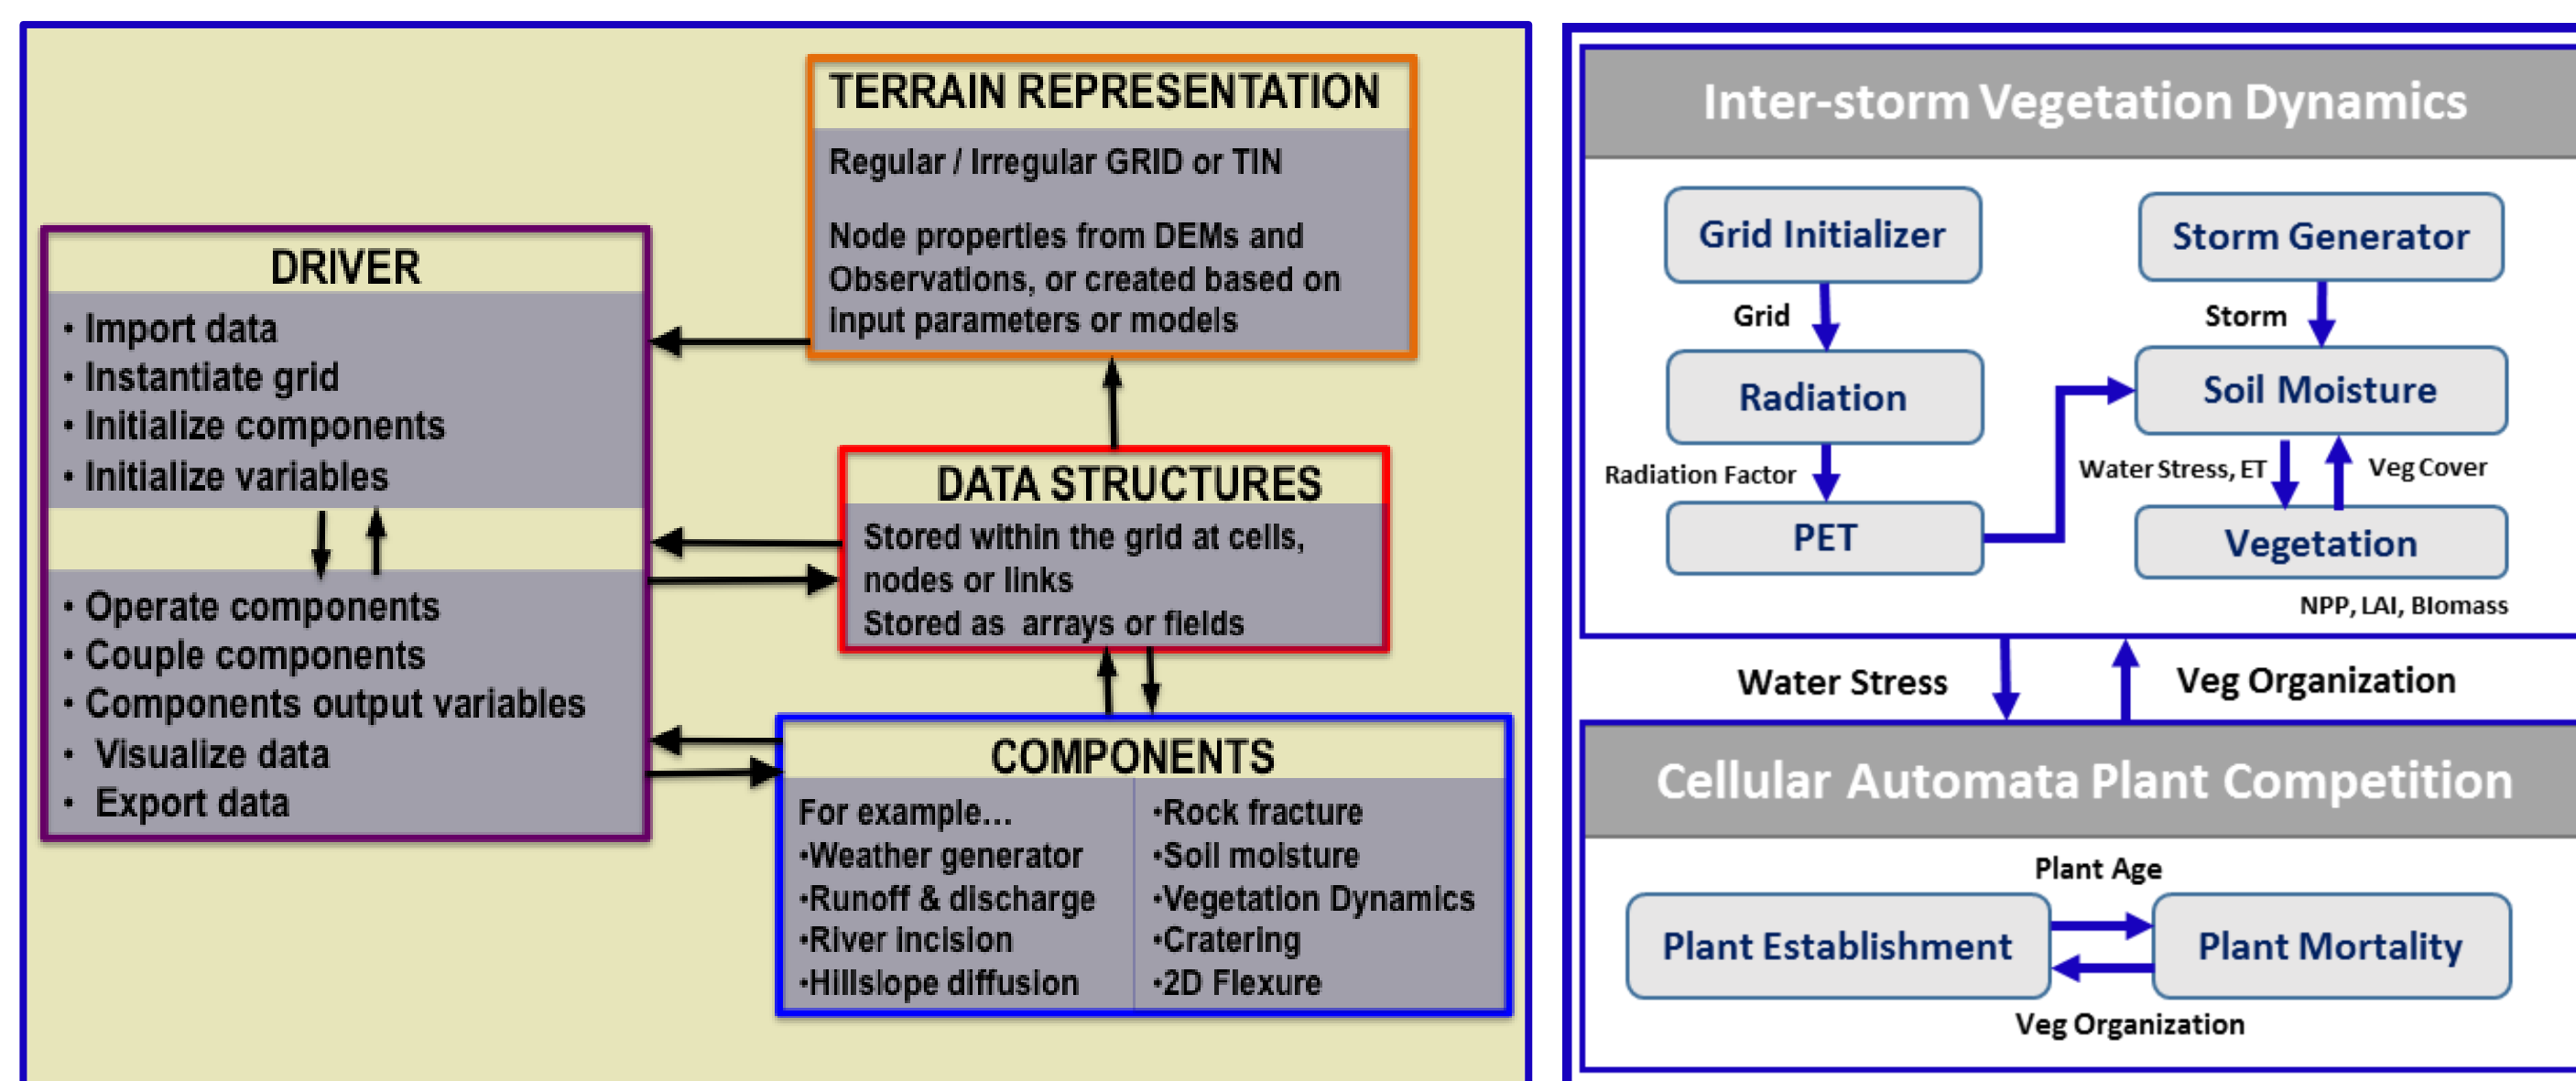 TERRAIN REPRESENTATION
Regular / Irregular GRID or TIN
Node properties from DEMs and
Observations, or created based on
input parameters or models
DRIVER
• Import data
• Instantiate grid
• Initialize components
• Initialize variables
• Operate components
• Couple components
• Components output variables
• Visualize data
• Export data
DATA STRUCTURES
Stored within the grid at cells,
nodes or links
Stored as arrays or fields
COMPONENTS
For example...
•Weather generator
•Runoff & discharge
•River incision
•Hillslope diffusion
•Rock fracture
•Soil moisture
•Vegetation Dynamics
•Cratering
•2D Flexure
Inter-storm Vegetation Dynamics
Grid Initializer
Storm Generator
Grid
Storm
Radiation
Soil Moisture
Radiation Factor
Water Stress, ET
Veg Cover
PET
Vegetation
NPP, LAI, BIomass
Water Stress
Veg Organization
Cellular Automata Plant Competition
Plant Age
Plant Establishment
Plant Mortality
Veg Organization